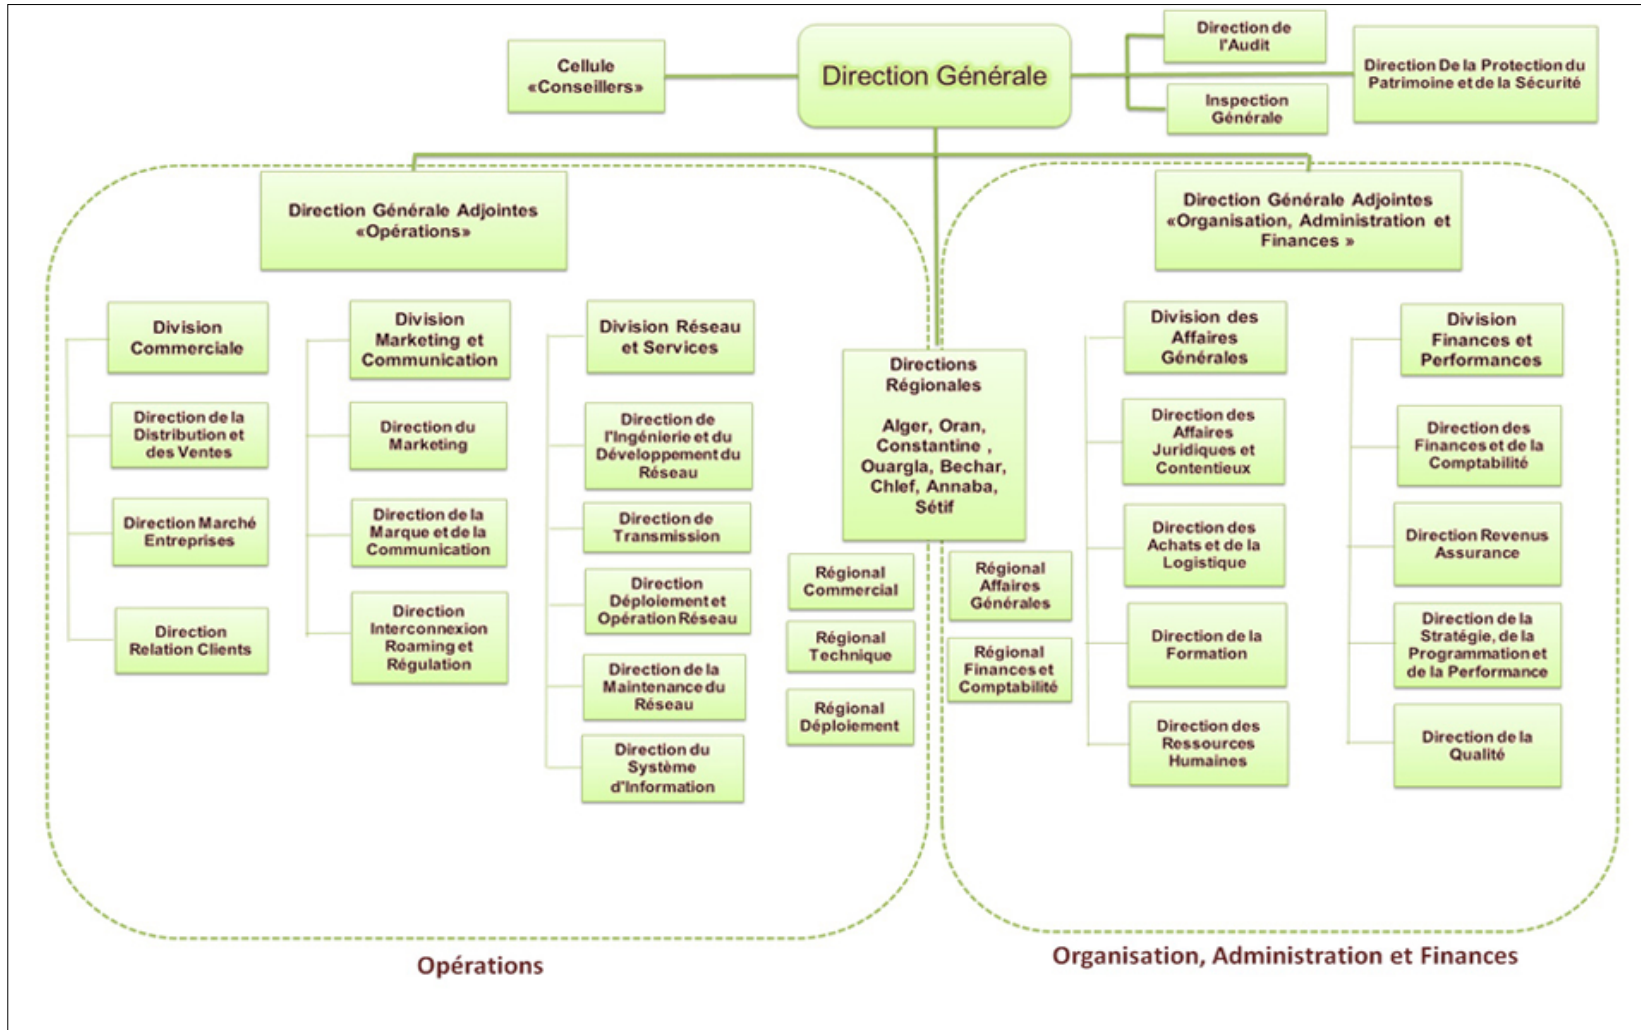 Cellule
«Conseillers»
Direction Générale
Direction de
l'Audit
Inspection
Générale
Direction De la Protection du
Patrimoine et de la Sécurité
Direction Générale Adjointes
«Opérations»
Direction Générale Adjointes
«Organisation, Administration et
Finances »
Division
Commerciale
Direction de la
Distribution et
des Ventes
Direction Marché
Entreprises
Direction
Relation Clients
Division
Marketing et
Communication
Direction du
Marketing
Direction de la
Marque et de la
Communication
Direction
Interconnexion
Roaming et
Régulation
Division Réseau
et Services
Direction de
l'Ingénierie et du
Développement du
Réseau
Direction de
Transmission
Direction
Déploiement et
Opération Réseau
Direction de la
Maintenance du
Réseau
Direction du
Système
d'Information
Directions
Régionales
Alger, Oran,
Constantine ,
Ouargla, Bechar,
Chlef, Annaba,
Sétif
Régional
Commercial
Régional
Technique
Régional
Déploiement
Régional
Affaires
Générales
Régional
Finances et
Comptabilité
Division des
Affaires
Générales
Direction des
Affaires
Juridiques et
Contentieux
Direction des
Achats et de la
Logistique
Direction de la
Formation
Direction des
Ressources
Humaines
Division
Finances et
Performances
Direction des
Finances et de la
Comptabilité
Direction Revenus
Assurance
Direction de la
Stratégie, de la
Programmation et
de la Performance
Direction de la
Qualité
Opérations
Organisation, Administration et Finances